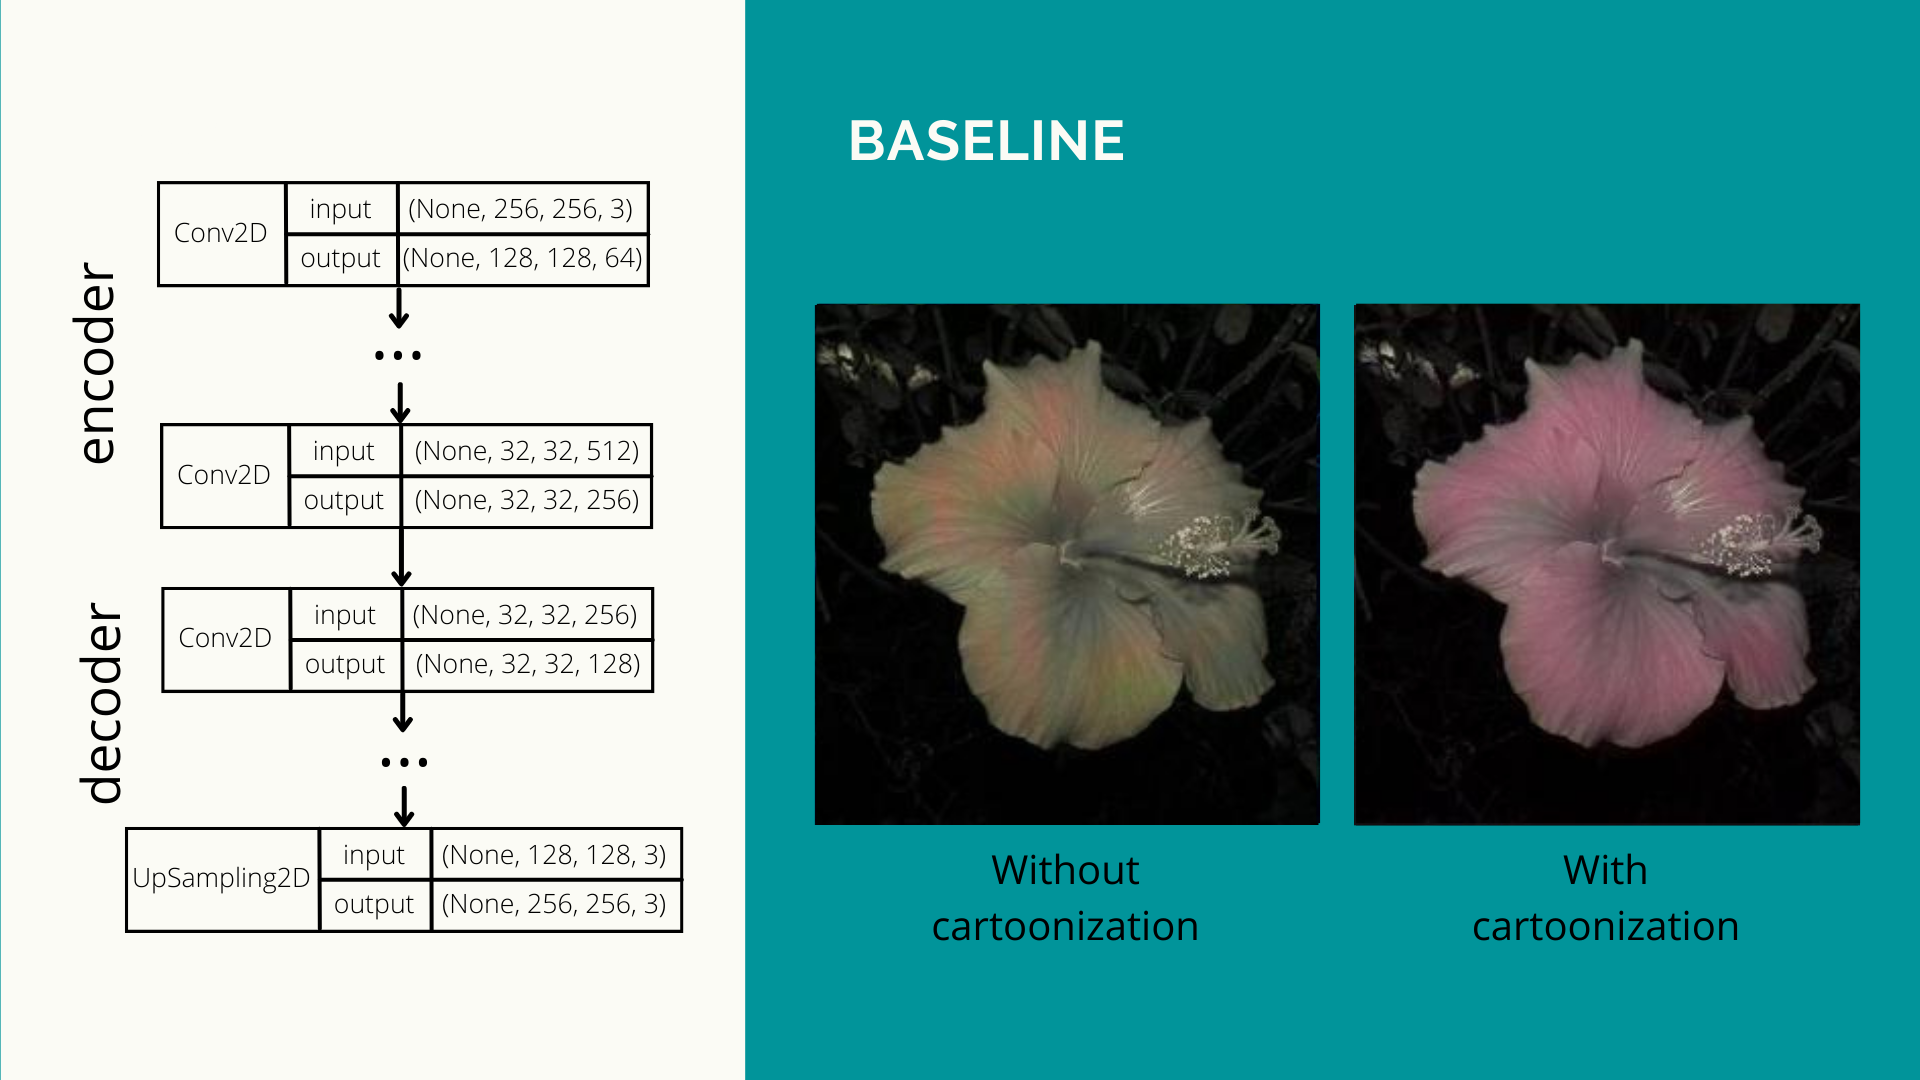 encoder
Conv2D
input
(None, 256, 256, 3)
output
(None, 128, 128, 64)
...
Conv2D
input
(None, 32, 32, 512)
output
(None, 32, 32, 256)
decoder
Conv2D
input
(None, 32, 32, 256)
output
(None, 32, 32, 128)
...
UpSampling2D
input
(None, 128, 128, 3)
output
(None, 256, 256, 3)
BASELINE
Without
cartoonization
With
cartoonization